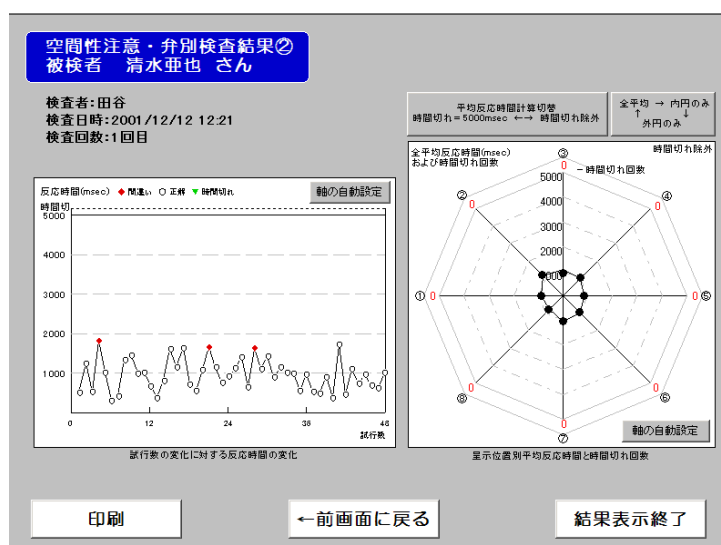 空間性注意・弁別検査結果②
被検者　清水亜也 さん
検査者:田谷
検査日時:2001/12/12 12:21
検査回数:1回目
平均反応時間計算切替
時間切れ=5000msec ←→ 時間切れ除外
全平均 → 内円のみ
↑ ↓
外円のみ
反応時間(msec) ◆ 間違い ○ 正解 ▼ 時間切れ
軸の自動設定
時間切
5000
4000
3000
2000
1000
0 12 24 36 48
試行数
試行数の変化に対する反応時間の変化
全平均反応時間(msec)
および時間切れ回数
時間切れ除外
③
0
－時間切れ回数
5000
② 0
0 ④
4000
3000
2000
① 0
0 ⑤
0
⑧
0
⑥
0
⑦
軸の自動設定
呈示位置別平均反応時間と時間切れ回数
印刷
←前画面に戻る
結果表示終了